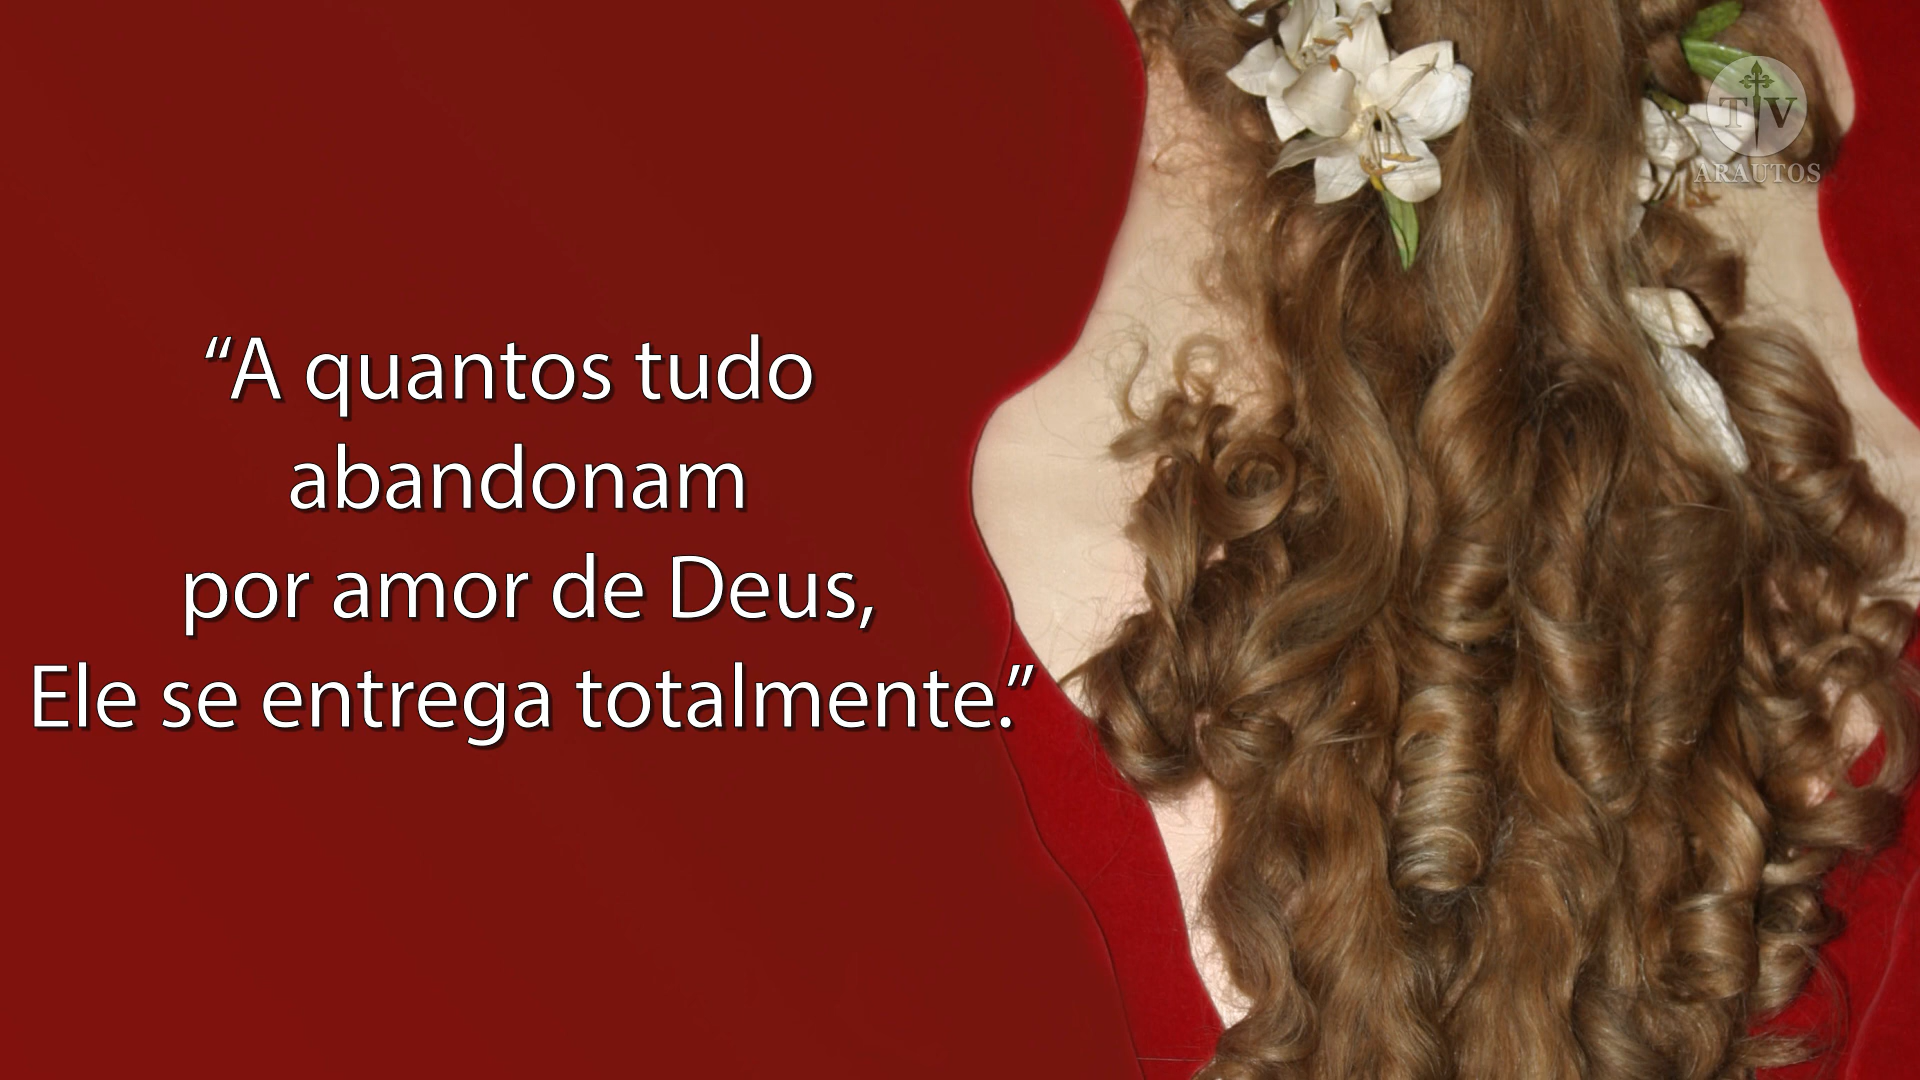 TV
ARAUTOS
“A quantos tudo
abandonam
por amor de Deus,
Ele se entrega totalmente.”